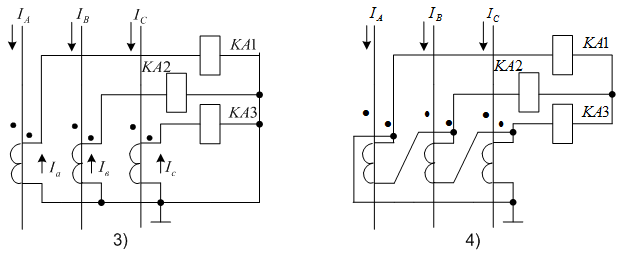 I_A I_B I_C
KA1
KA2
KA3
I_a I_в I_c
3)
I_A I_B I_C
KA1
KA2
KA3
4)